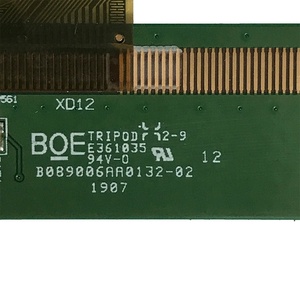 561
XD12
BOE TRIPOD 12-9
E361035
94V-0 12
B089006AA0132-02
1907